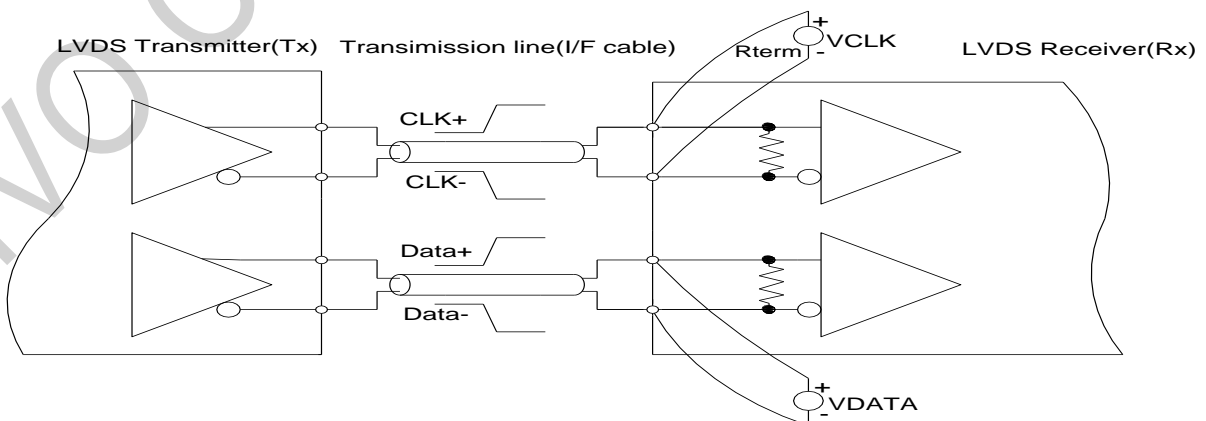 LVDS Transmitter(Tx)
Transimission line(I/F cable)
Rterm
+
VCLK
-
LVDS Receiver(Rx)
CLK+
CLK-
Data+
Data-
+
VDATA
-